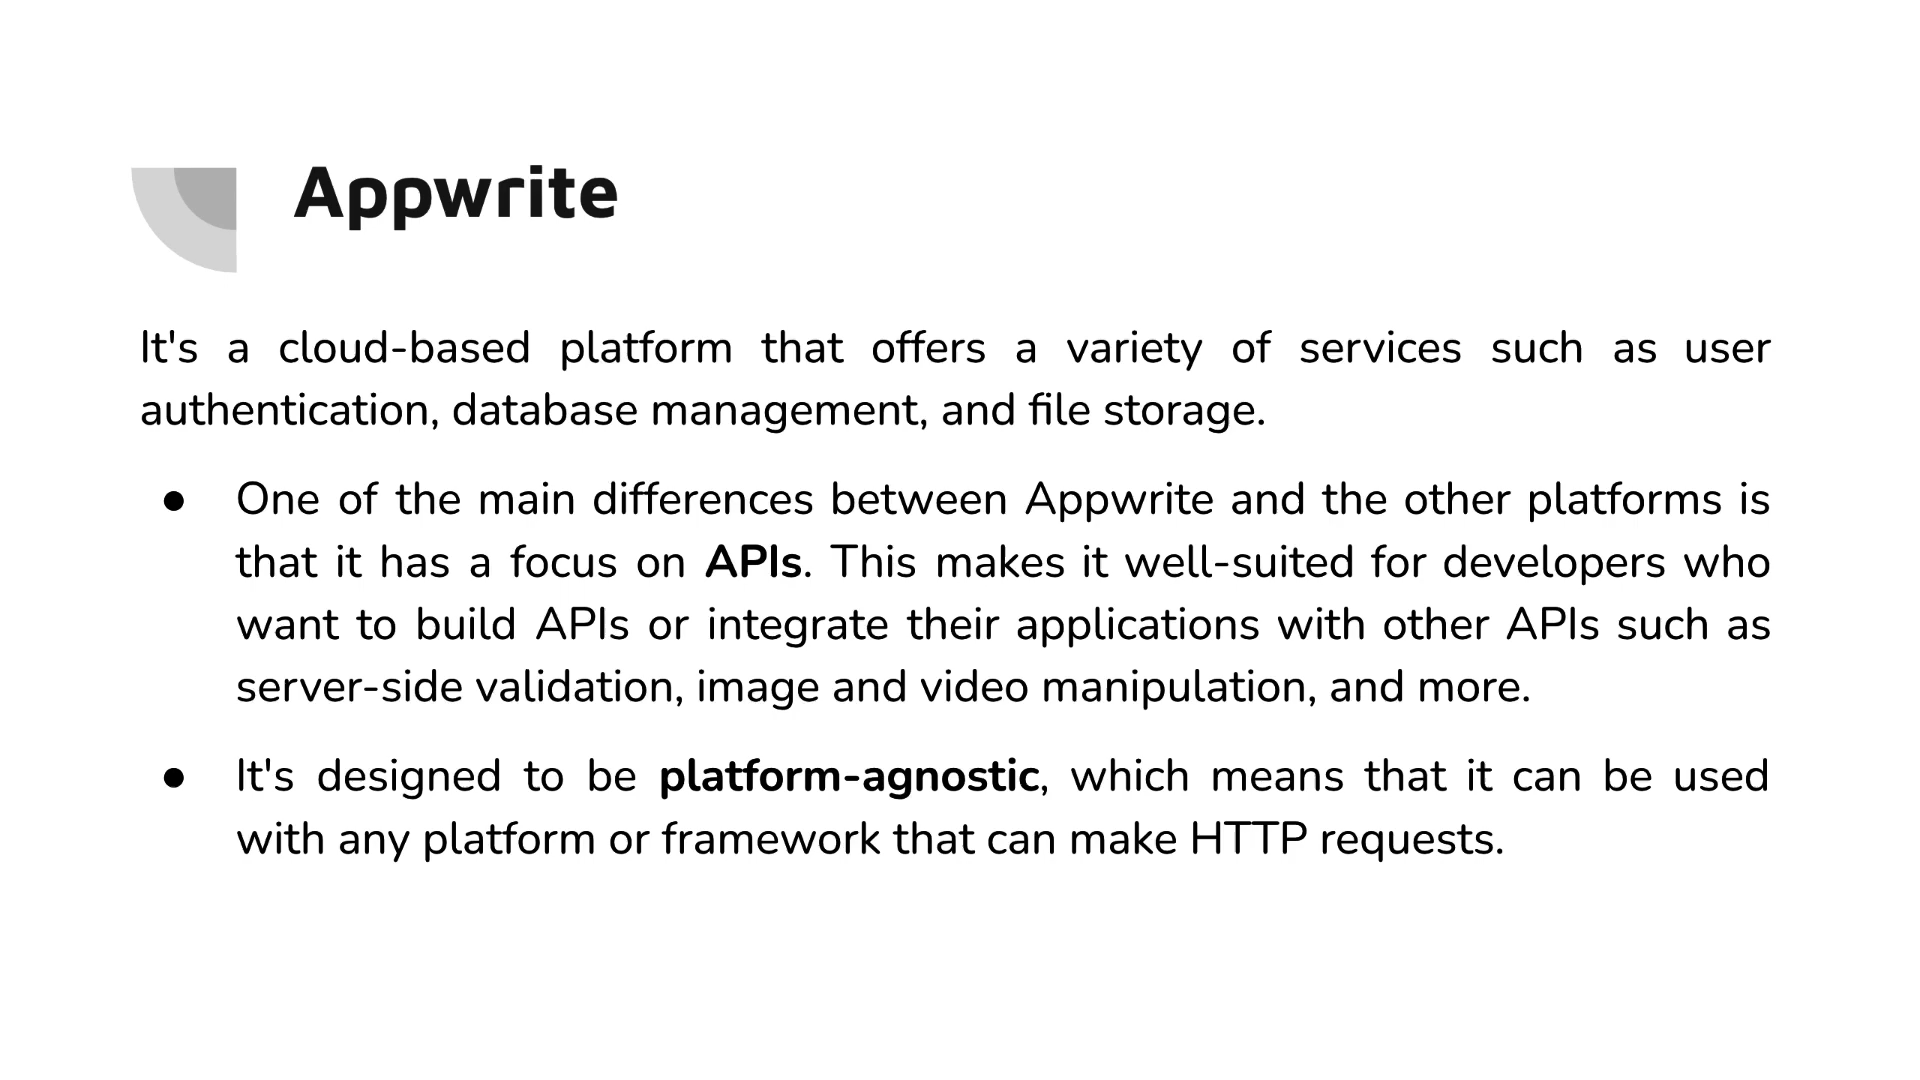 Appwrite
It's a cloud-based platform that offers a variety of services such as user
authentication, database management, and file storage.
● One of the main differences between Appwrite and the other platforms is
that it has a focus on APIs. This makes it well-suited for developers who
want to build APIs or integrate their applications with other APIs such as
server-side validation, image and video manipulation, and more.
● It's designed to be platform-agnostic, which means that it can be used
with any platform or framework that can make HTTP requests.